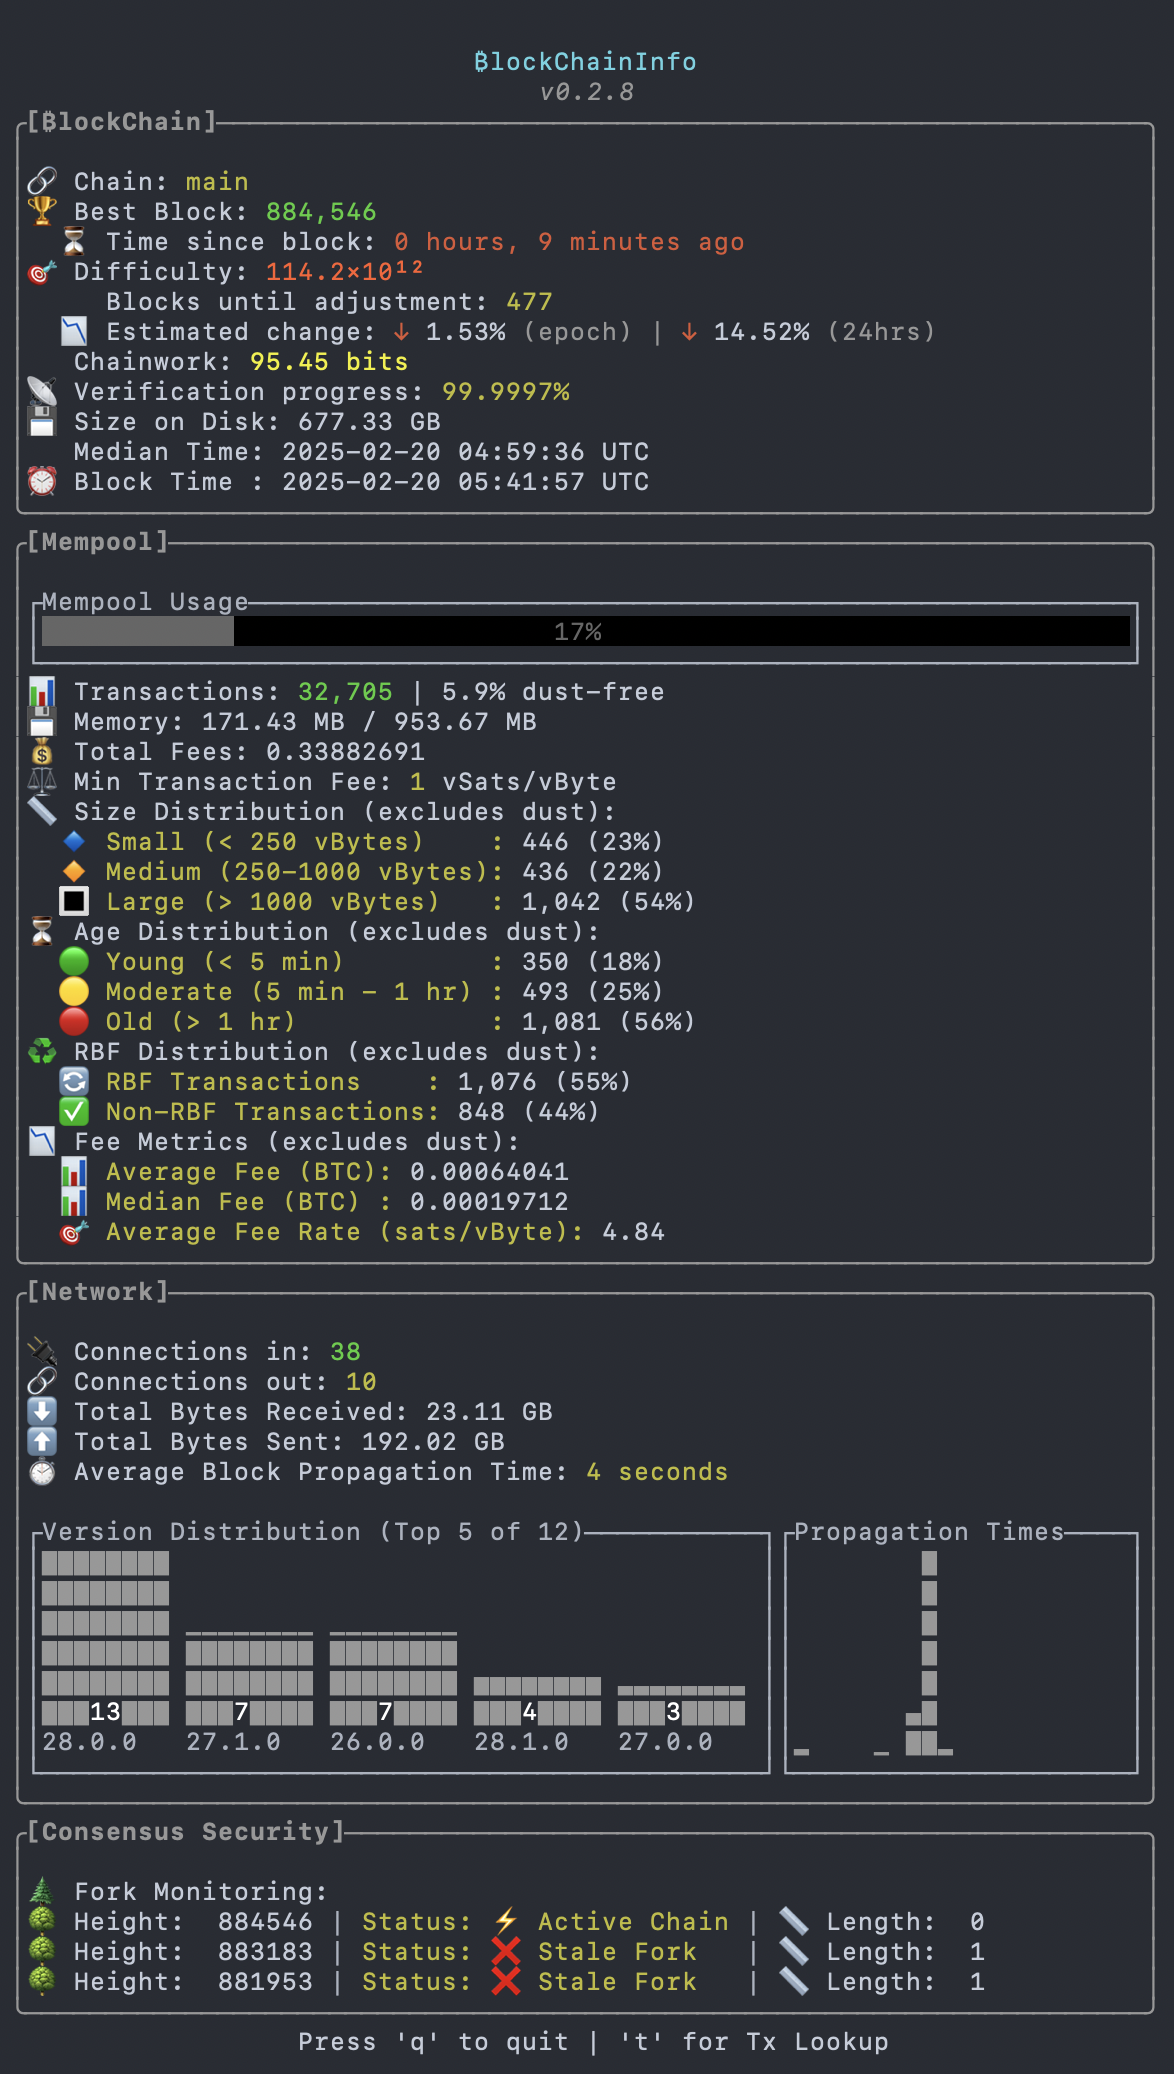 ₿lockChainInfo
v0.2.8
[₿lockChain]
Chain: main
Best Block: 884,546
Time since block: 0 hours, 9 minutes ago
Difficulty: 114.2×10¹²
Blocks until adjustment: 477
Estimated change: ↓ 1.53% (epoch) | ↓ 14.52% (24hrs)
Chainwork: 95.45 bits
Verification progress: 99.9997%
Size on Disk: 677.33 GB
Median Time: 2025-02-20 04:59:36 UTC
Block Time : 2025-02-20 05:41:57 UTC
[Mempool]
Mempool Usage
17%
Transactions: 32,705 | 5.9% dust-free
Memory: 171.43 MB / 953.67 MB
Total Fees: 0.33882691
Min Transaction Fee: 1 vSats/vByte
Size Distribution (excludes dust):
Small (< 250 vBytes)    : 446 (23%)
Medium (250-1000 vBytes): 436 (22%)
Large (> 1000 vBytes)   : 1,042 (54%)
Age Distribution (excludes dust):
Young (< 5 min)         : 350 (18%)
Moderate (5 min - 1 hr) : 493 (25%)
Old (> 1 hr)            : 1,081 (56%)
RBF Distribution (excludes dust):
RBF Transactions    : 1,076 (55%)
Non-RBF Transactions: 848 (44%)
Fee Metrics (excludes dust):
Average Fee (BTC): 0.00064041
Median Fee (BTC) : 0.00019712
Average Fee Rate (sats/vByte): 4.84
[Network]
Connections in: 38
Connections out: 10
Total Bytes Received: 23.11 GB
Total Bytes Sent: 192.02 GB
Average Block Propagation Time: 4 seconds
Version Distribution (Top 5 of 12)
13 7 7 4 3
28.0.0 27.1.0 26.0.0 28.1.0 27.0.0
Propagation Times
[Consensus Security]
Fork Monitoring:
Height:  884546 | Status: ⚡ Active Chain | Length:  0
Height:  883183 | Status: ❌ Stale Fork   | Length:  1
Height:  881953 | Status: ❌ Stale Fork   | Length:  1
Press 'q' to quit | 't' for Tx Lookup